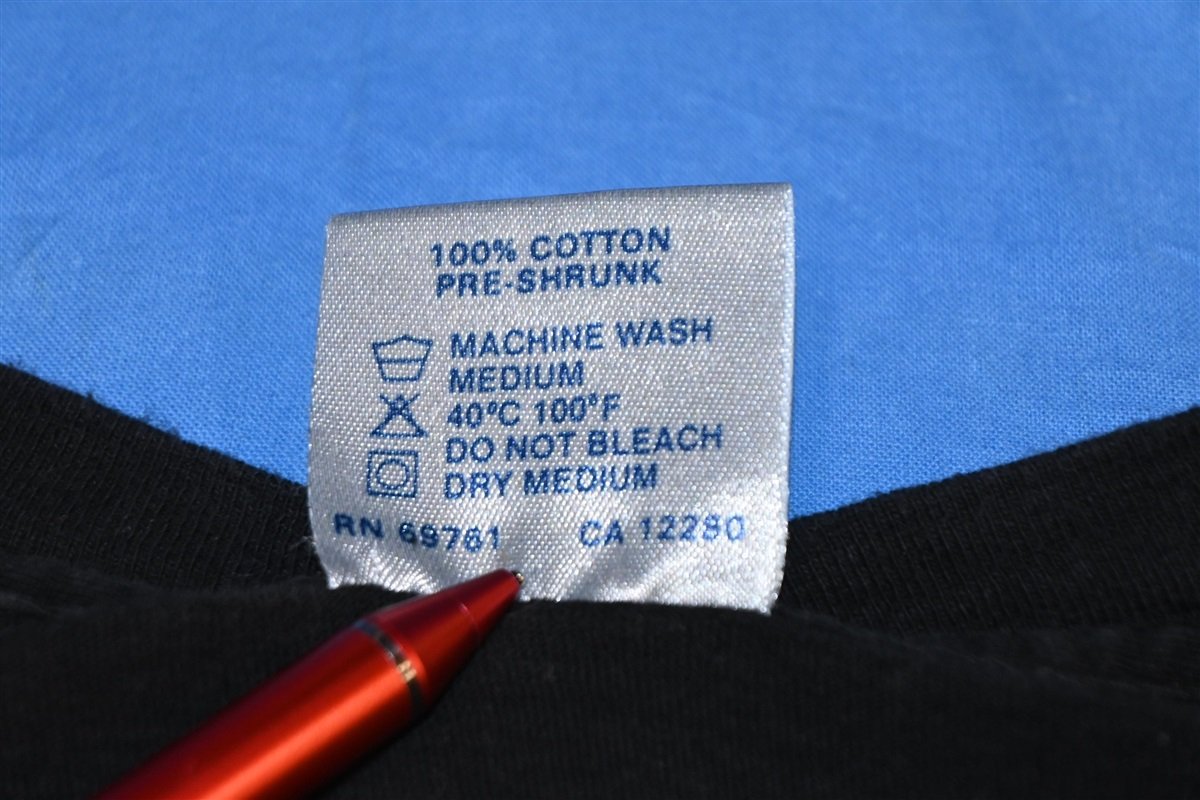 100% COTTON
PRE-SHRUNK
MACHINE WASH
MEDIUM
40°C 100°F
DO NOT BLEACH
DRY MEDIUM
RN 69761 CA 12280